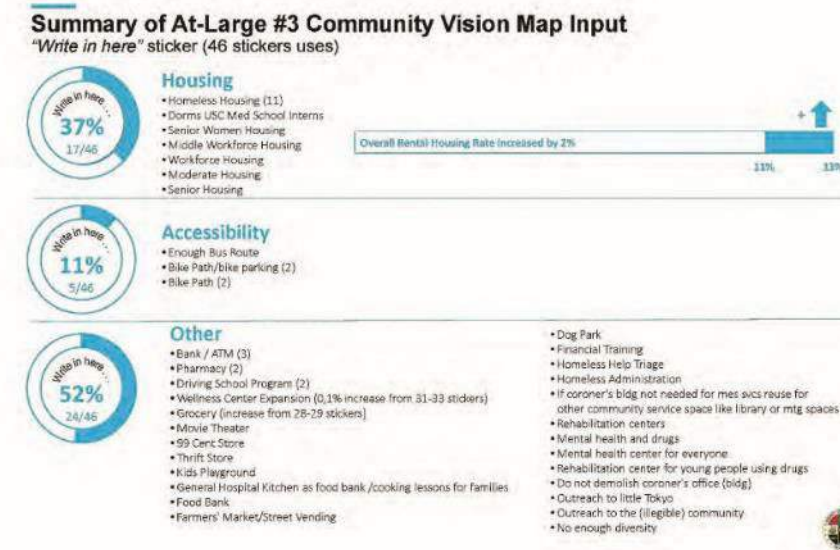 Summary of At-Large #3 Community Vision Map Input
"Write in here" sticker (46 stickers uses)
Write in here...
37%
17/46
Housing
• Homeless Housing (11)
• Dorms USC Med School Interns
• Senior Women Housing
• Middle Workforce Housing
• Workforce Housing
• Moderate Housing
• Senior Housing
+
Overall Rental Housing Rate Increased by 2%
11%
Write in here...
11%
5/46
Accessibility
• Enough Bus Route
• Bike Path/bike parking (2)
• Bike Path (2)
Write in here...
52%
24/46
Other
• Bank / ATM (3)
• Pharmacy (2)
• Driving School Program (2)
• Wellness Center Expansion (0,1% increase from 31-33 stickers)
• Grocery (increase from 28-29 stickers)
• Movie Theater
• 99 Cent Store
• Thrift Store
• Kids Playground
• General Hospital Kitchen as food bank /cooking lessons for families
• Food Bank
• Farmers' Market/Street Vending
• Dog Park
• Financial Training
• Homeless Help Triage
• Homeless Administration
• If coroner's bldg not needed for mes svcs reuse for
other community service space like library or mtg spaces
• Rehabilitation centers
• Mental health and drugs
• Mental health center for everyone
• Rehabilitation center for young people using drugs
• Do not demolish coroner's office (bldg)
• Outreach to little Tokyo
• Outreach to the (illegible) community
• No enough diversity